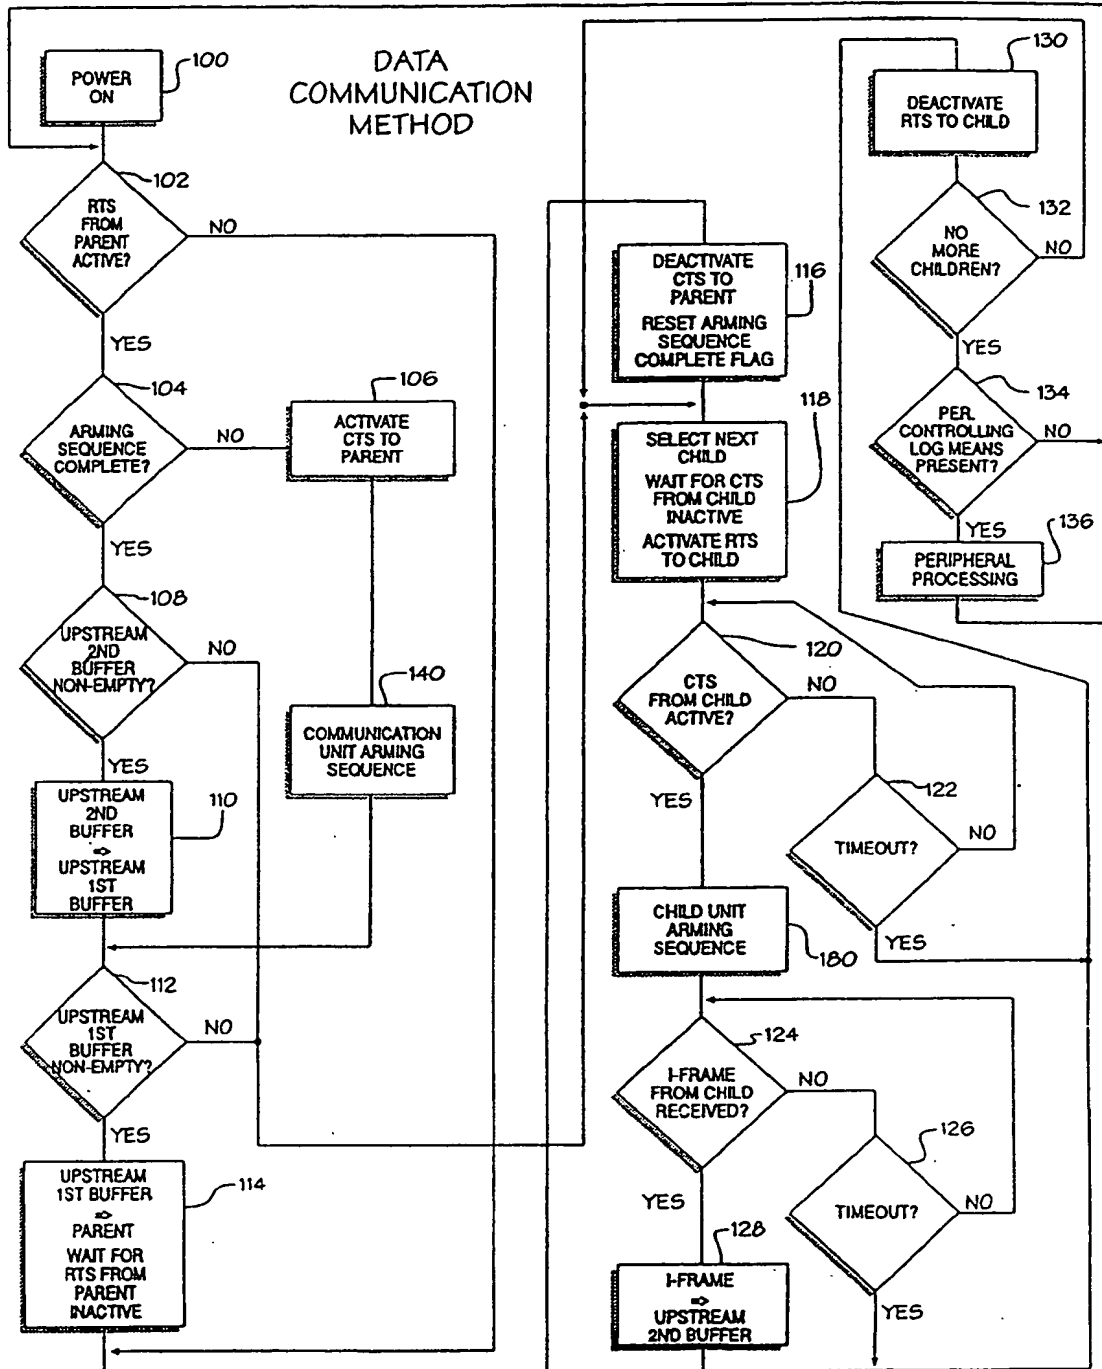 DATA
COMMUNICATION
METHOD
POWER
ON
100
RTS
FROM
PARENT
ACTIVE?
102
NO
YES
ARMING
SEQUENCE
COMPLETE?
104
NO
YES
ACTIVATE
CTS TO
PARENT
106
UPSTREAM
2ND
BUFFER
NON-EMPTY?
108
NO
YES
COMMUNICATION
UNIT ARMING
SEQUENCE
140
UPSTREAM
2ND
BUFFER
⇒
UPSTREAM
1ST
BUFFER
110
UPSTREAM
1ST
BUFFER
NON-EMPTY?
112
NO
YES
UPSTREAM
1ST BUFFER
⇒
PARENT
WAIT FOR
RTS FROM
PARENT
INACTIVE
114
DEACTIVATE
CTS TO
PARENT
RESET ARMING
SEQUENCE
COMPLETE FLAG
116
SELECT NEXT
CHILD
WAIT FOR CTS
FROM CHILD
INACTIVE
ACTIVATE RTS
TO CHILD
118
CTS
FROM CHILD
ACTIVE?
120
NO
YES
TIMEOUT?
122
NO
YES
CHILD UNIT
ARMING
SEQUENCE
180
I-FRAME
FROM CHILD
RECEIVED?
124
NO
YES
TIMEOUT?
126
NO
YES
I-FRAME
⇒
UPSTREAM
2ND BUFFER
128
DEACTIVATE
RTS TO CHILD
130
NO
MORE
CHILDREN?
132
NO
YES
PER.
CONTROLLING
LOG MEANS
PRESENT?
134
NO
YES
PERIPHERAL
PROCESSING
136